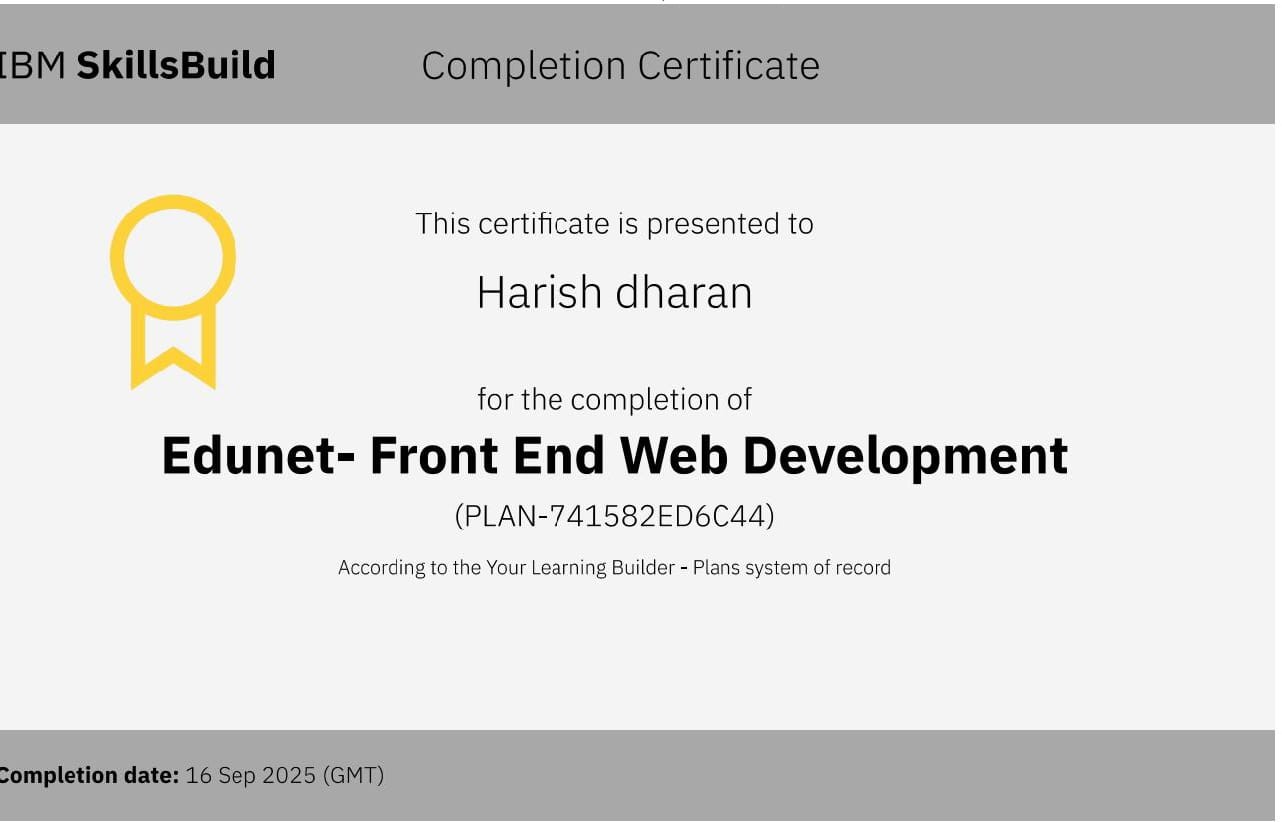 IBM SkillsBuild
Completion Certificate
This certificate is presented to
Harish dharan
for the completion of
Edunet- Front End Web Development
(PLAN-741582ED6C44)
According to the Your Learning Builder - Plans system of record
Completion date: 16 Sep 2025 (GMT)